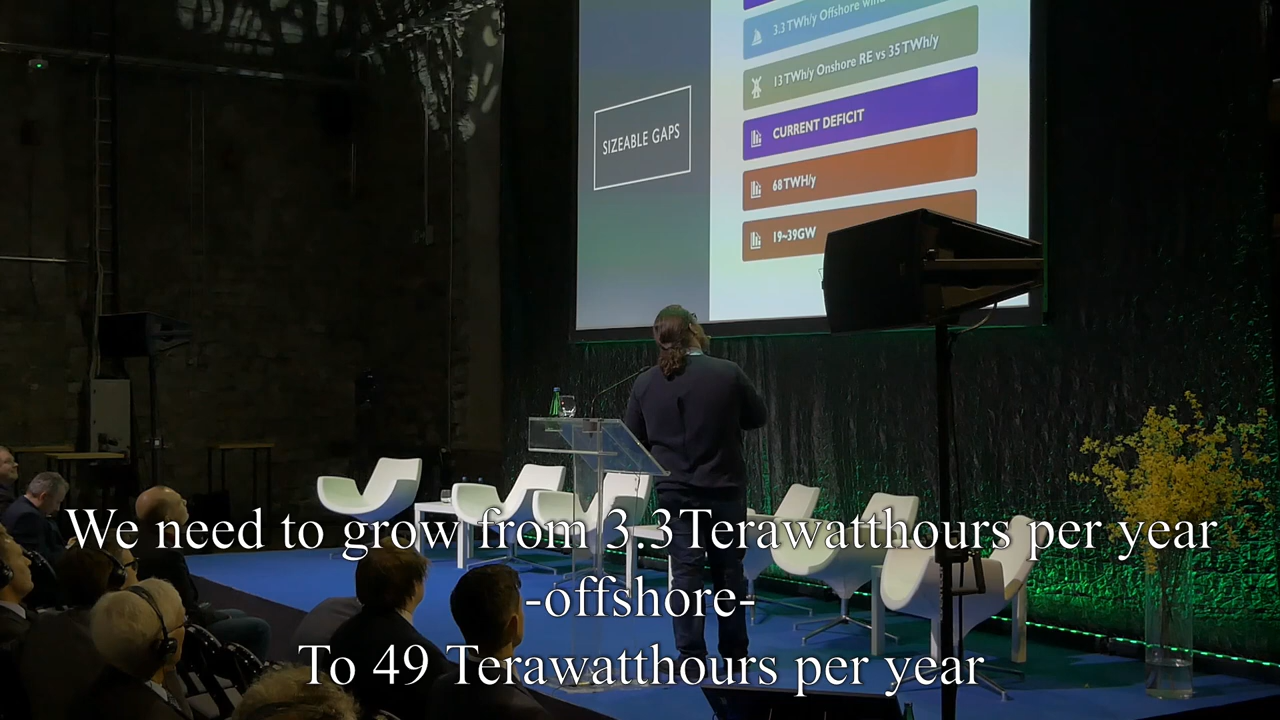 3.3 TWh/y Offshore
13 TWh/y Onshore RE vs 35 TWh/y
SIZEABLE GAPS
CURRENT DEFICIT
68 TWH/y
19~39GW
We need to grow from 3.3Terawatthours per year
-offshore-
To 49 Terawatthours per year